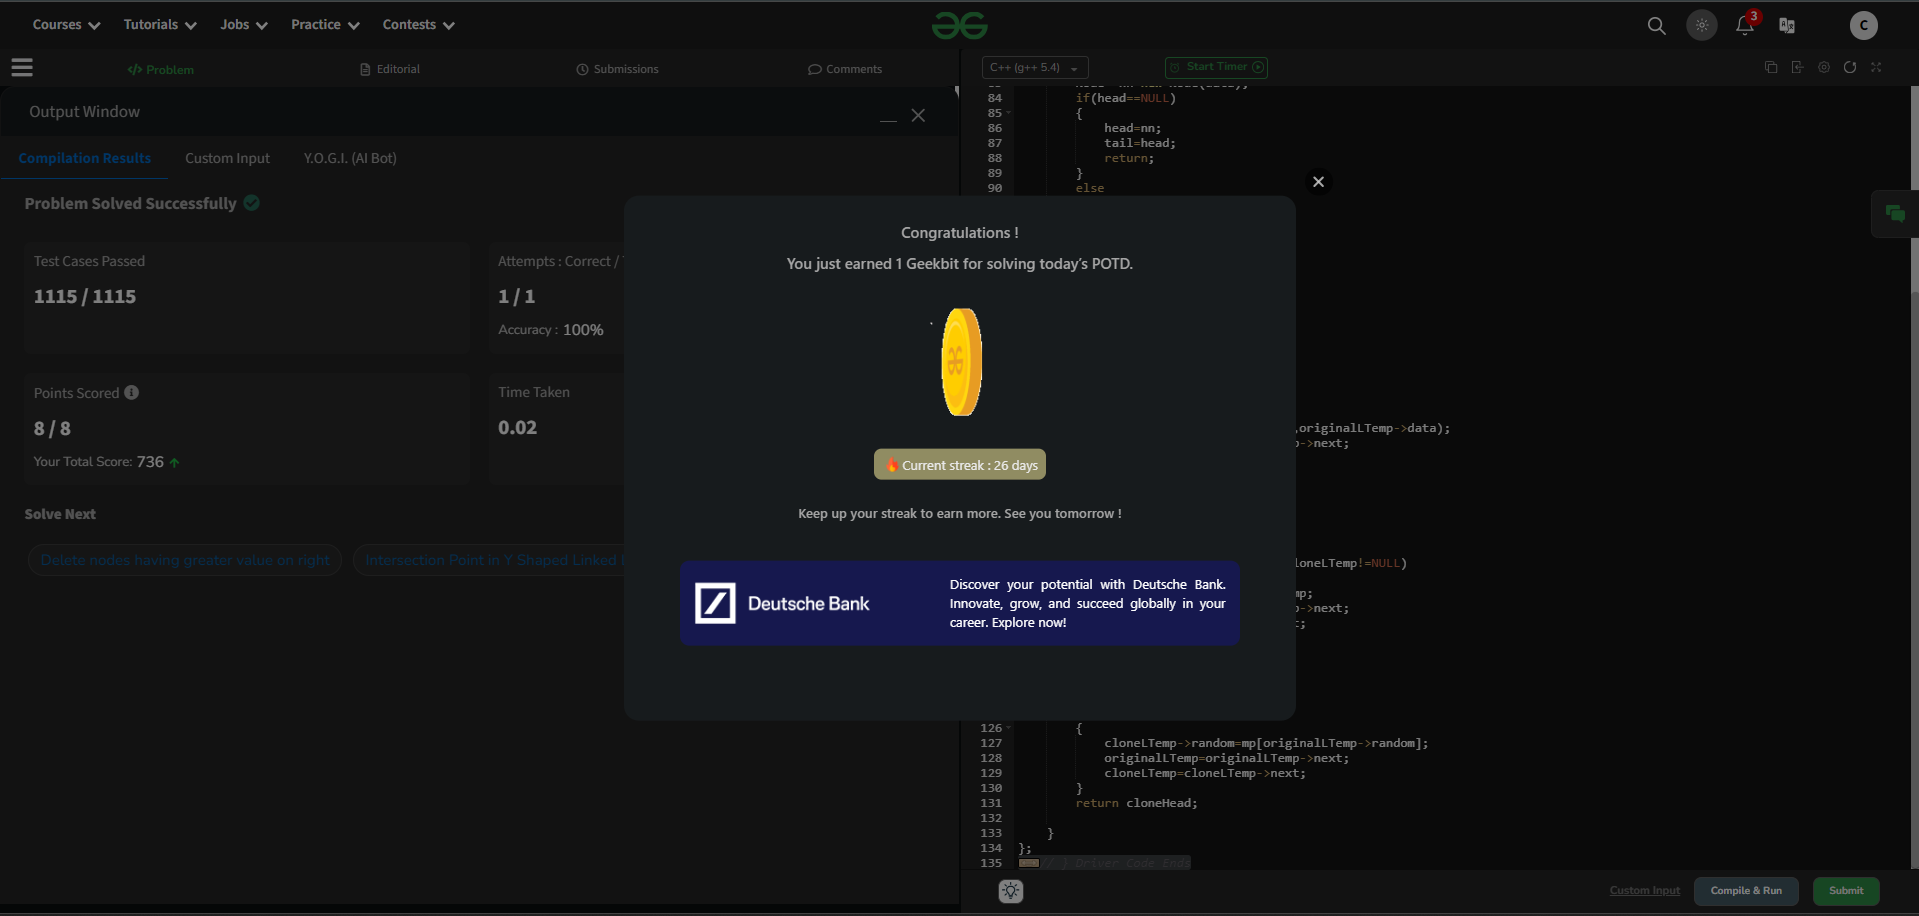 Courses Tutorials Jobs Practice Contests
3
C
Problem Editorial Submissions Comments
C++ (g++ 5.4) Start Timer
Output Window
Compilation Results Custom Input Y.O.G.I. (AI Bot)
Problem Solved Successfully
Test Cases Passed
1115 / 1115
Attempts : Correct /
1 / 1
Accuracy : 100%
Points Scored
8 / 8
Your Total Score: 736
Time Taken
0.02
Solve Next
Delete nodes having greater value on right
Intersection Point in Y Shaped Linked
Congratulations !
You just earned 1 Geekbit for solving today's POTD.
Current streak : 26 days
Keep up your streak to earn more. See you tomorrow !
Deutsche Bank
Discover your potential with Deutsche Bank.
Innovate, grow, and succeed globally in your
career. Explore now!
84 if(head==NULL)
85 {
86 head=nn;
87 tail=head;
88 return;
89 }
90 else
,originalLTemp->data);
p->next;
loneLTemp!=NULL)
mp;
p->next;
t;
126 {
127 cloneLTemp->random=mp[originalLTemp->random];
128 originalLTemp=originalLTemp->next;
129 cloneLTemp=cloneLTemp->next;
130 }
131 return cloneHead;
132
133 }
134 };
135 // } Driver Code Ends
Custom Input Compile & Run Submit